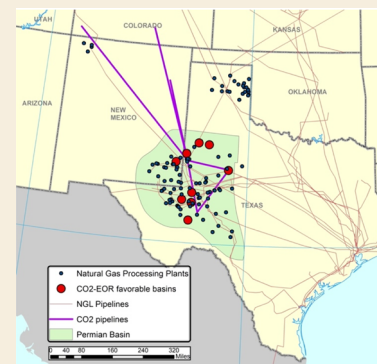 UTAH
COLORADO
KANSAS
ARIZONA
NEW
MEXICO
OKLAHOMA
TEXAS
Natural Gas Processing Plants
CO2-EOR favorable basins
NGL Pipelines
CO2 pipelines
Permian Basin
0 40 80 160 240 320
Miles